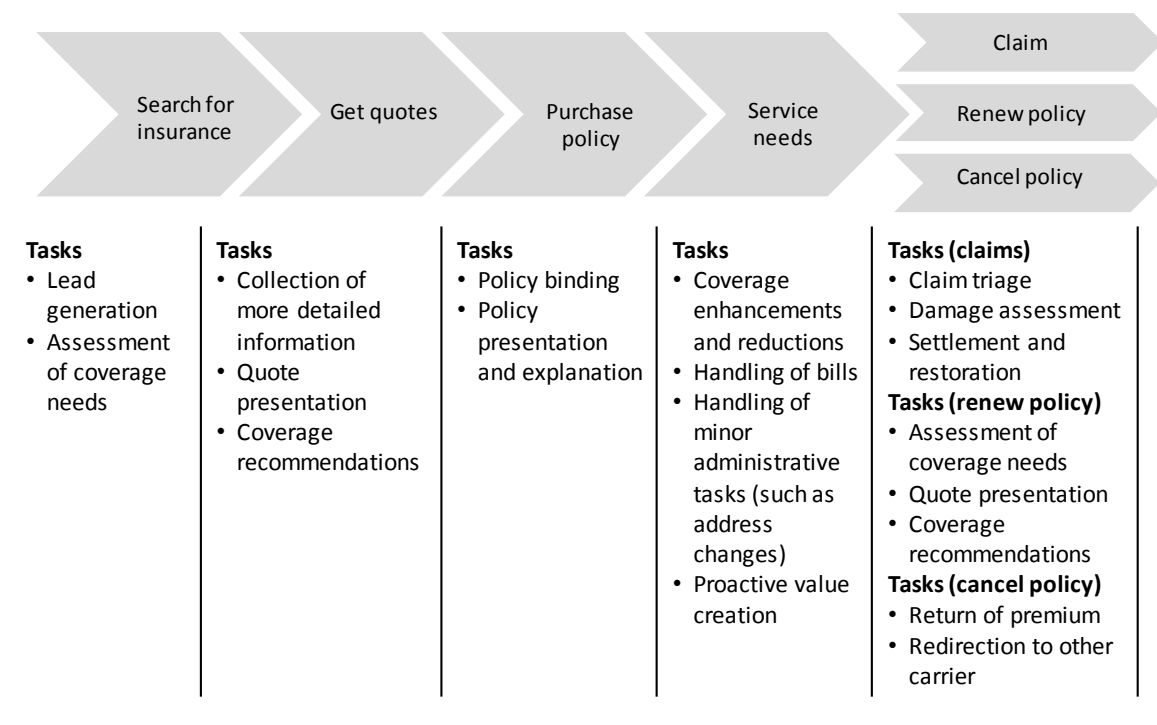 Search for
insurance
Get quotes
Purchase
policy
Service
needs
Claim
Renew policy
Cancel policy
Tasks
• Lead
generation
• Assessment
of coverage
needs
Tasks
• Collection of
more detailed
information
• Quote
presentation
• Coverage
recommendations
Tasks
• Policy binding
• Policy
presentation
and explanation
Tasks
• Coverage
enhancements
and reductions
• Handling of bills
• Handling of
minor
administrative
tasks (such as
address
changes)
• Proactive value
creation
Tasks (claims)
• Claim triage
• Damage assessment
• Settlement and
restoration
Tasks (renew policy)
• Assessment of
coverage needs
• Quote presentation
• Coverage
recommendations
Tasks (cancel policy)
• Return of premium
• Redirection to other
carrier